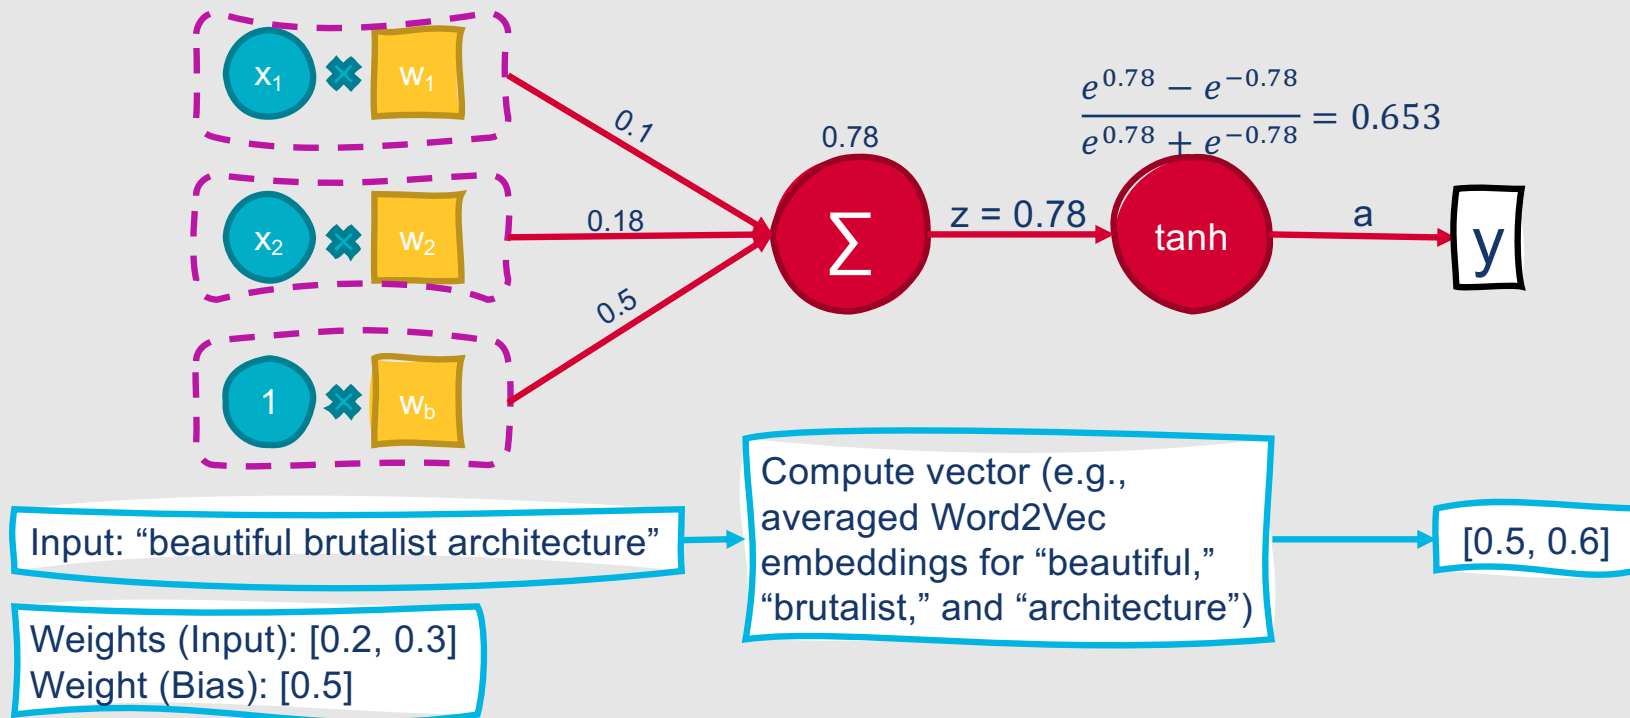 x₁ × w₁
0.1
x₂ × w₂
0.18
1 × w_b
0.5
0.78
∑
z = 0.78
(e^{0.78} − e^{−0.78}) / (e^{0.78} + e^{−0.78}) = 0.653
tanh
a
y
Input: “beautiful brutalist architecture”
Compute vector (e.g.,
averaged Word2Vec
embeddings for “beautiful,”
“brutalist,” and “architecture”)
[0.5, 0.6]
Weights (Input): [0.2, 0.3]
Weight (Bias): [0.5]